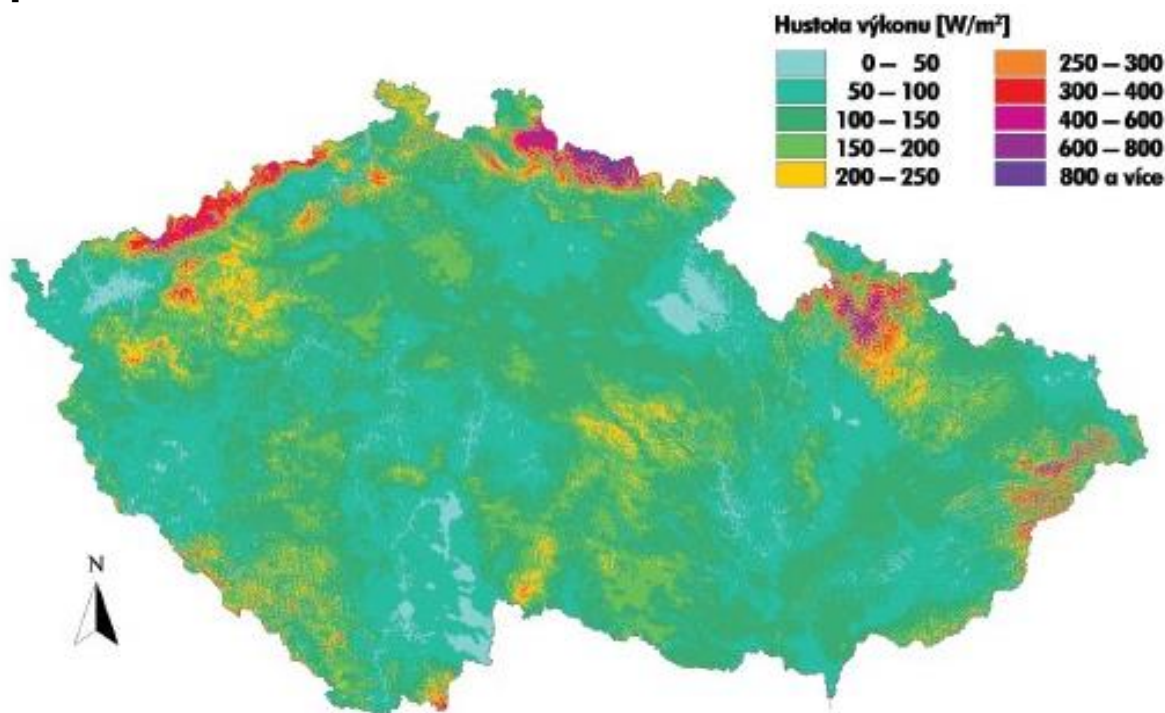 Hustota výkonu [W/m²]
0 – 50
50 – 100
100 – 150
150 – 200
200 – 250
250 – 300
300 – 400
400 – 600
600 – 800
800 a více
N